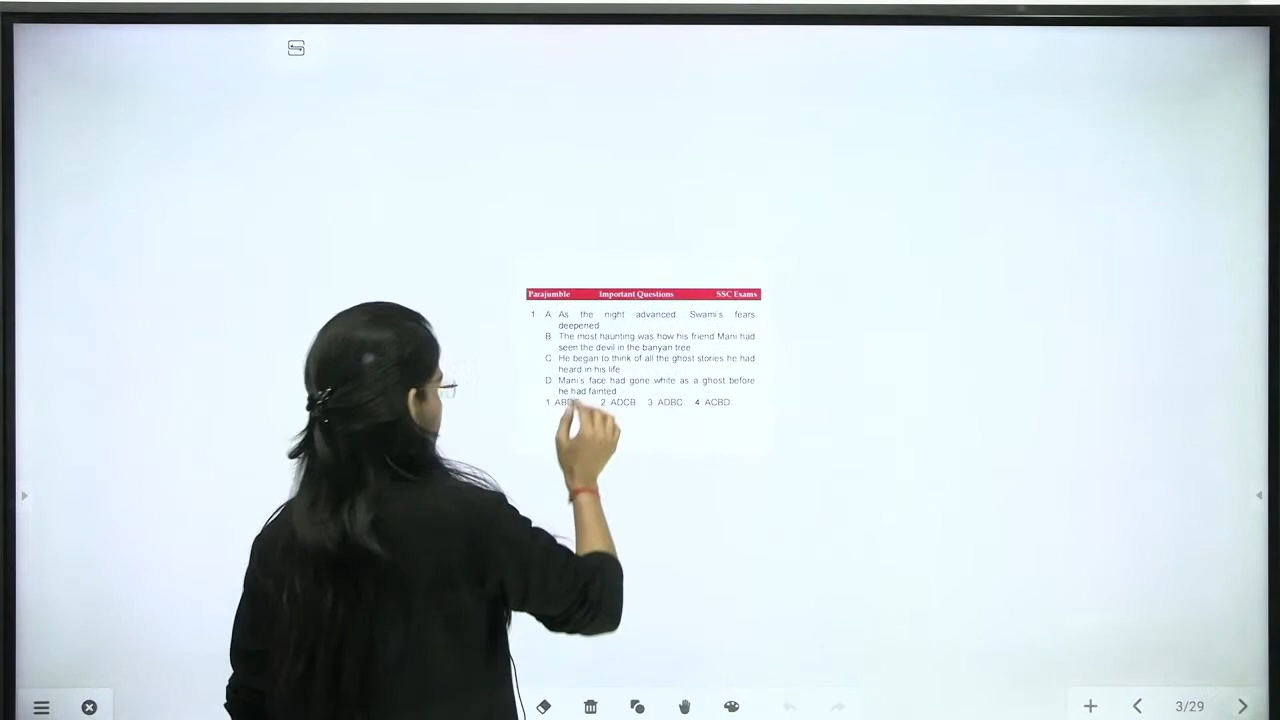 Parajumble Important Questions SSC Exams
1 A As the night advanced Swami's fears
deepened
B The most haunting was how his friend Mani had
seen the devil in the banyan tree
C He began to think of all the ghost stories he had
heard in his life
D Mani's face had gone white as a ghost before
he had fainted
1 2 ADCB 3 ADBC 4 ACBD
3/29